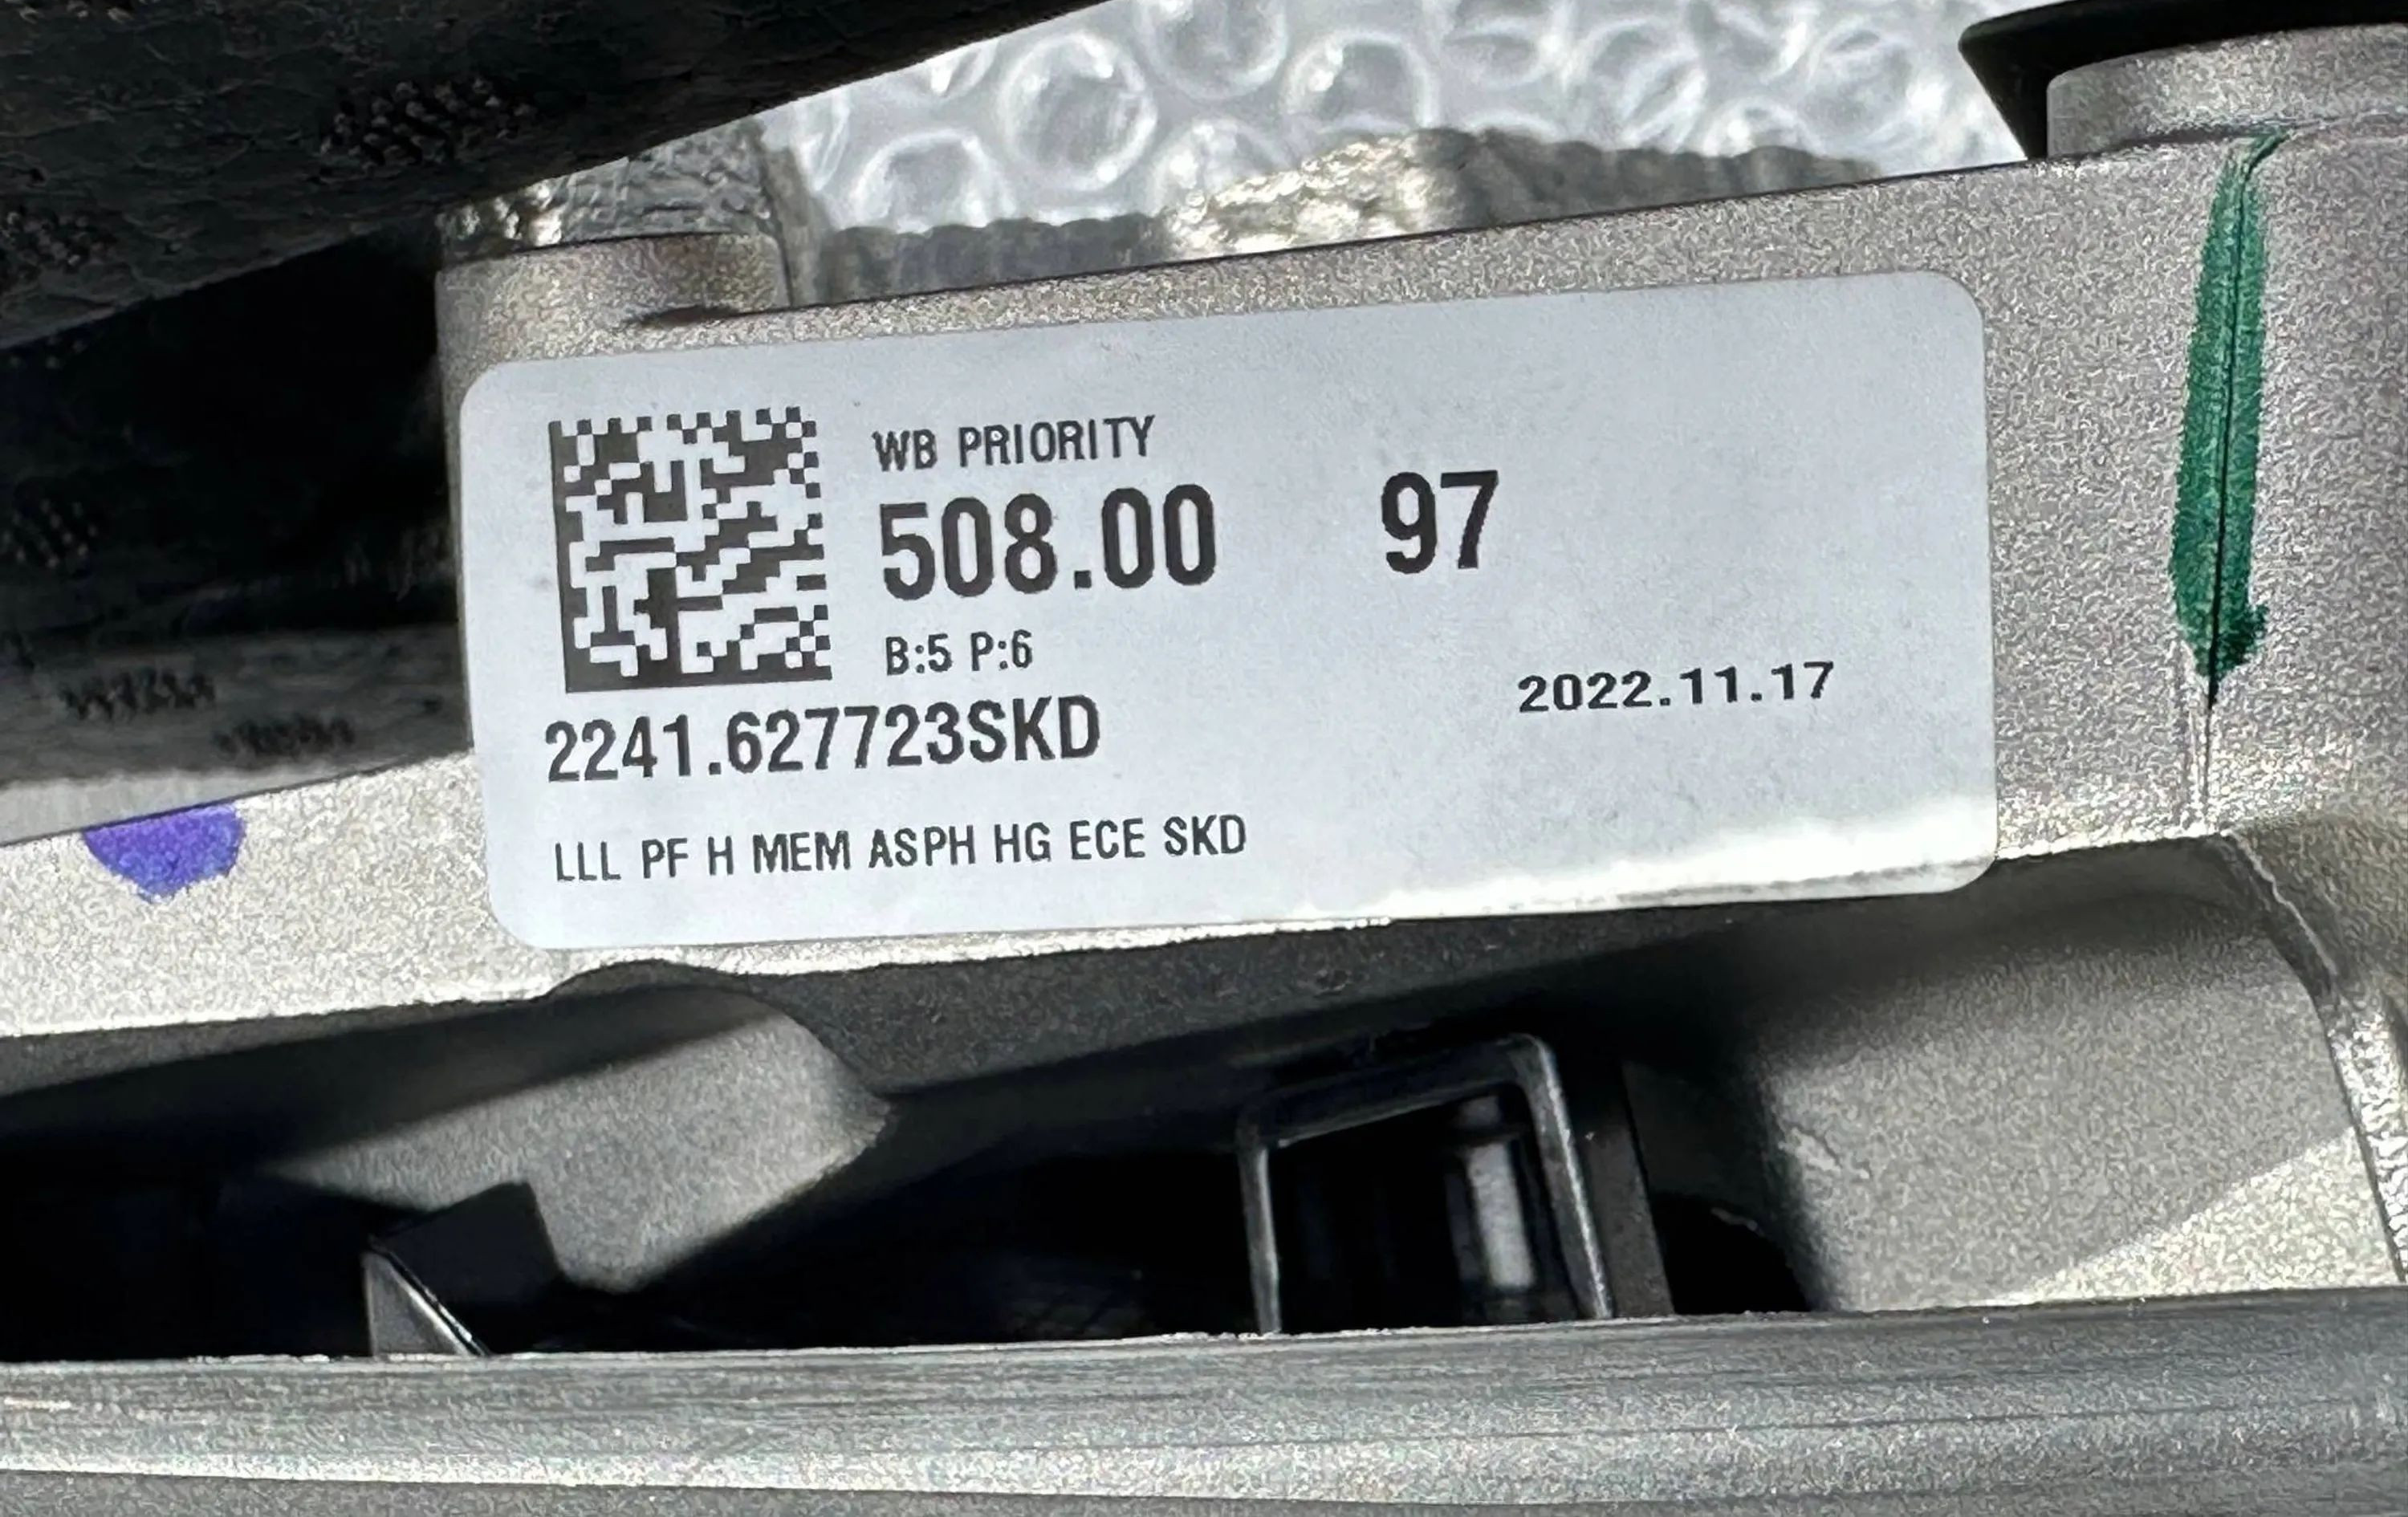 WB PRIORITY
508.00 97
B:5 P:6
2022.11.17
2241.627723SKD
LLL PF H MEM ASPH HG ECE SKD